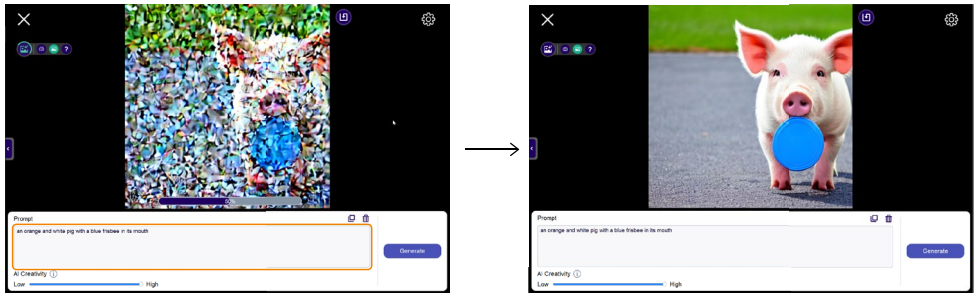 60%
Prompt
an orange and white pig with a blue frisbee in its mouth
Generate
AI Creativity
Low
High
?
Prompt
an orange and white pig with a blue frisbee in its mouth
Generate
AI Creativity
Low
High
?